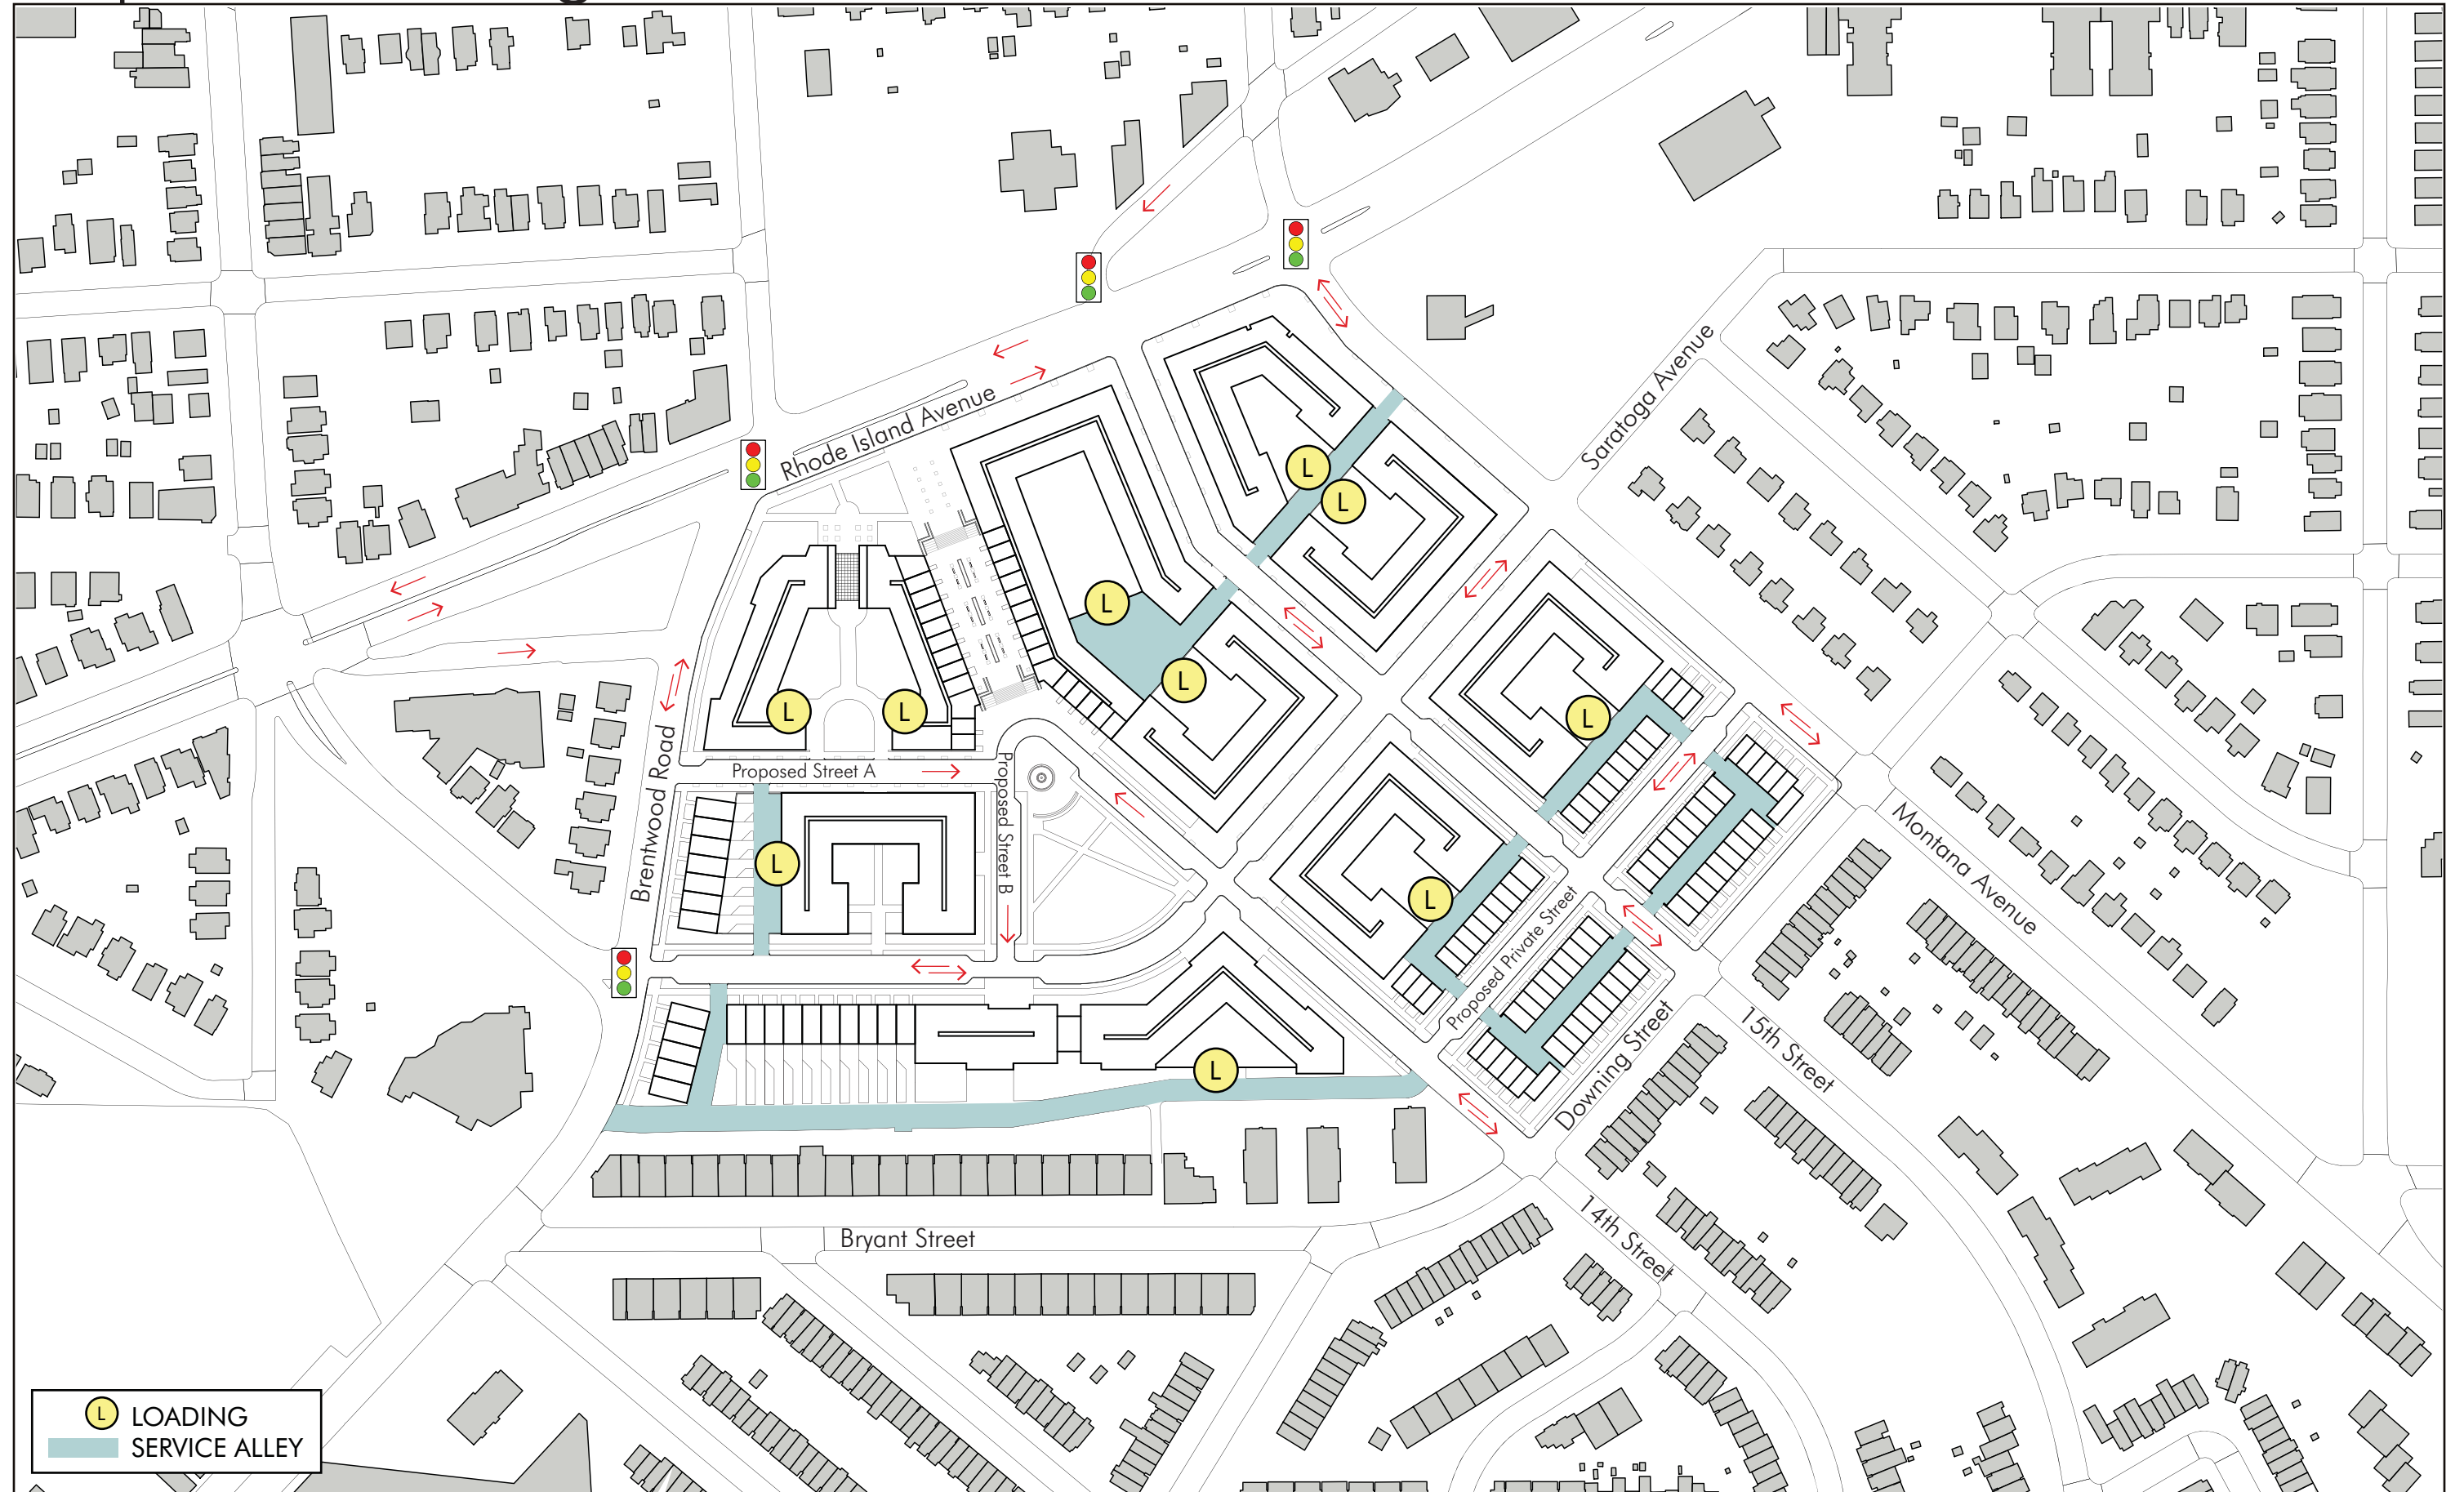 Saratoga Avenue
Rhode Island Avenue
L
L
L
L
L
L
L
Proposed Street A
Proposed Street B
Brentwood Road
L
L
L
Montana Avenue
Proposed Private Street
Downing Street
15th Street
14th Street
Bryant Street
L LOADING
SERVICE ALLEY